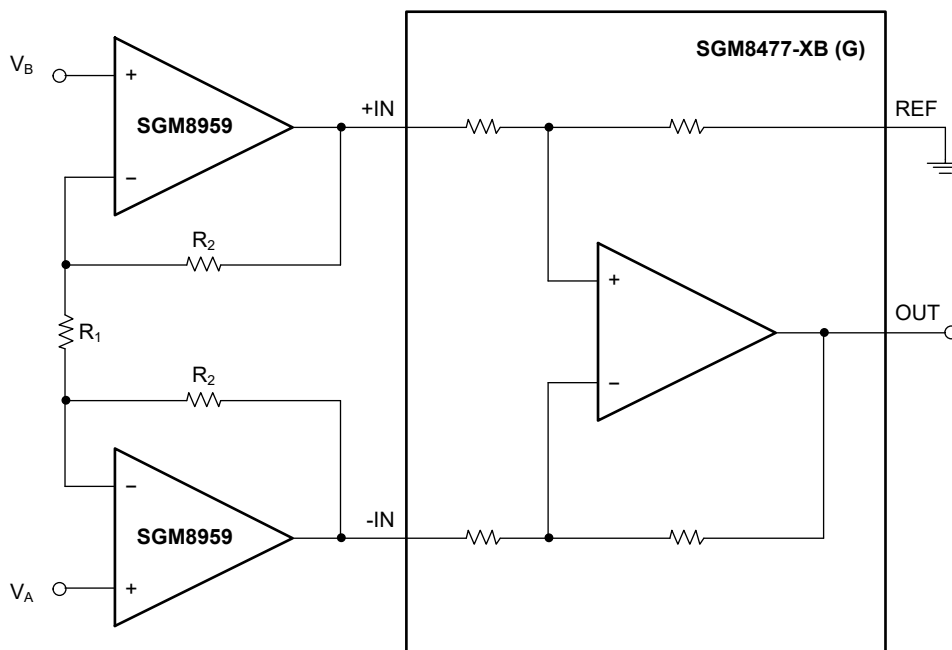 SGM8477-XB (G)
V_B
+
SGM8959
−
+IN
REF
R_2
R_1
+
−
OUT
R_2
−
SGM8959
+
-IN
V_A